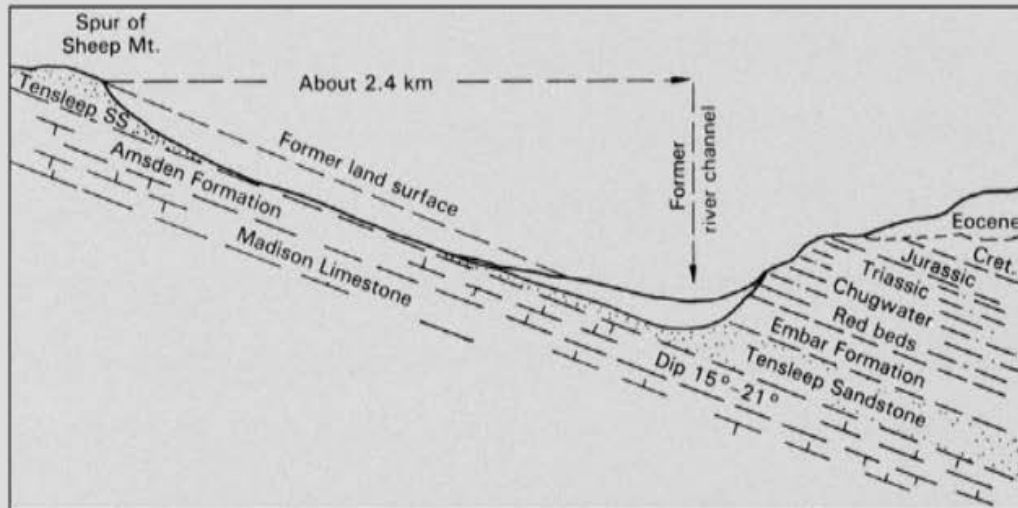 Spur of
Sheep Mt.
About 2.4 km
Tensleep SS
Former land surface
Former
river channel
Amsden Formation
Madison Limestone
Eocene
Cret.
Jurassic
Triassic
Chugwater
Red beds
Embar Formation
Tensleep Sandstone
Dip 15°-21°